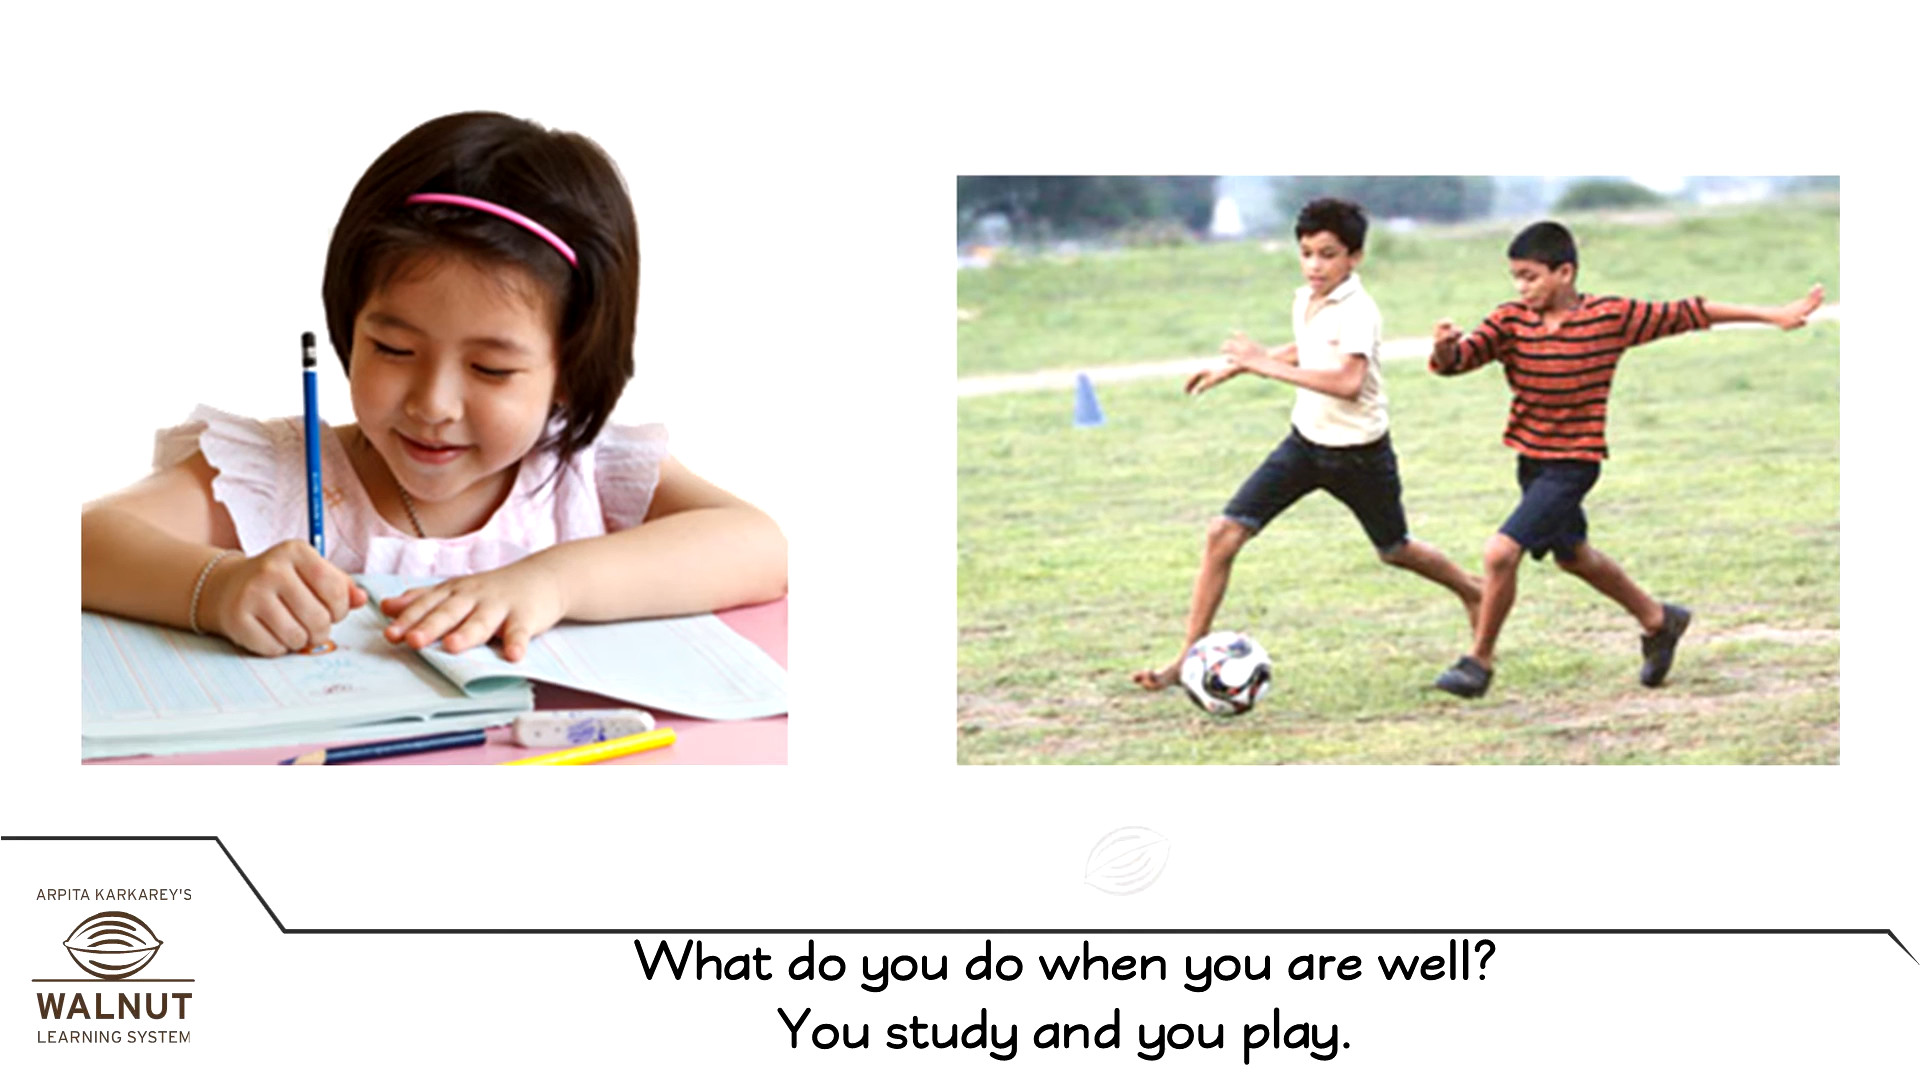 ARPITA KARKAREY'S
WALNUT
LEARNING SYSTEM
What do you do when you are well?
You study and you play.